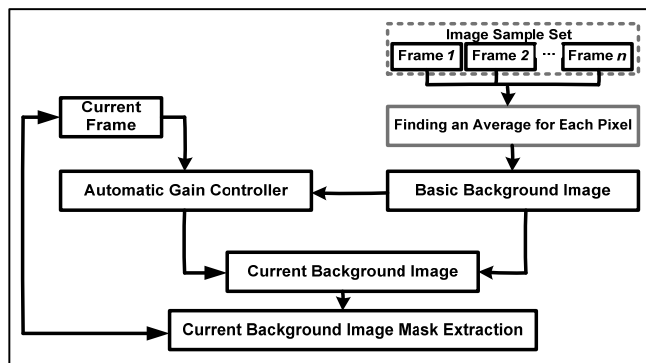 Image Sample Set
Frame 1 Frame 2 ... Frame n
Current
Frame
Finding an Average for Each Pixel
Automatic Gain Controller
Basic Background Image
Current Background Image
Current Background Image Mask Extraction